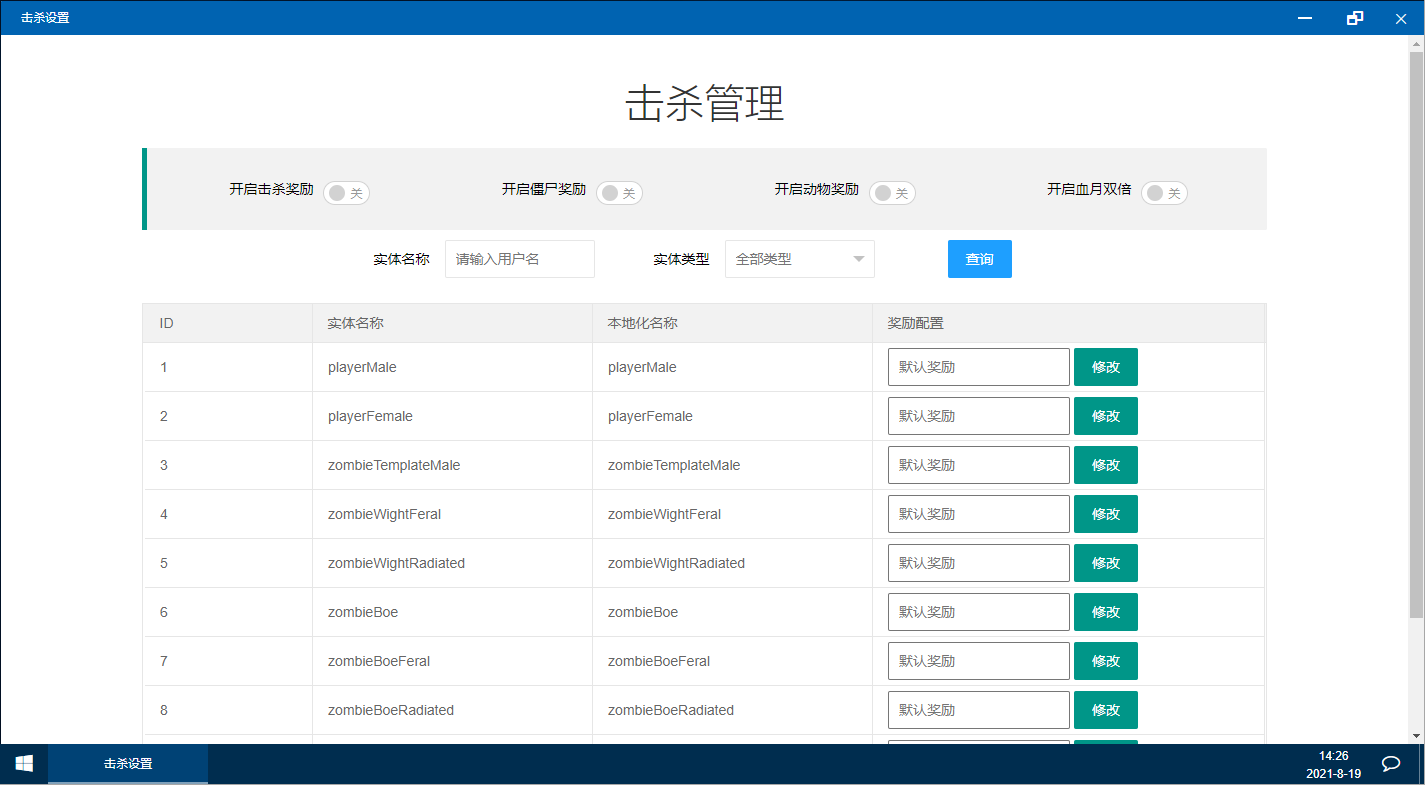 击杀设置
击杀管理
开启击杀奖励 关 开启僵尸奖励 关 开启动物奖励 关 开启血月双倍 关
实体名称 请输入用户名 实体类型 全部类型 查询
ID 实体名称 本地化名称 奖励配置
1 playerMale playerMale 默认奖励 修改
2 playerFemale playerFemale 默认奖励 修改
3 zombieTemplateMale zombieTemplateMale 默认奖励 修改
4 zombieWightFeral zombieWightFeral 默认奖励 修改
5 zombieWightRadiated zombieWightRadiated 默认奖励 修改
6 zombieBoe zombieBoe 默认奖励 修改
7 zombieBoeFeral zombieBoeFeral 默认奖励 修改
8 zombieBoeRadiated zombieBoeRadiated 默认奖励 修改
击杀设置
14:26
2021-8-19